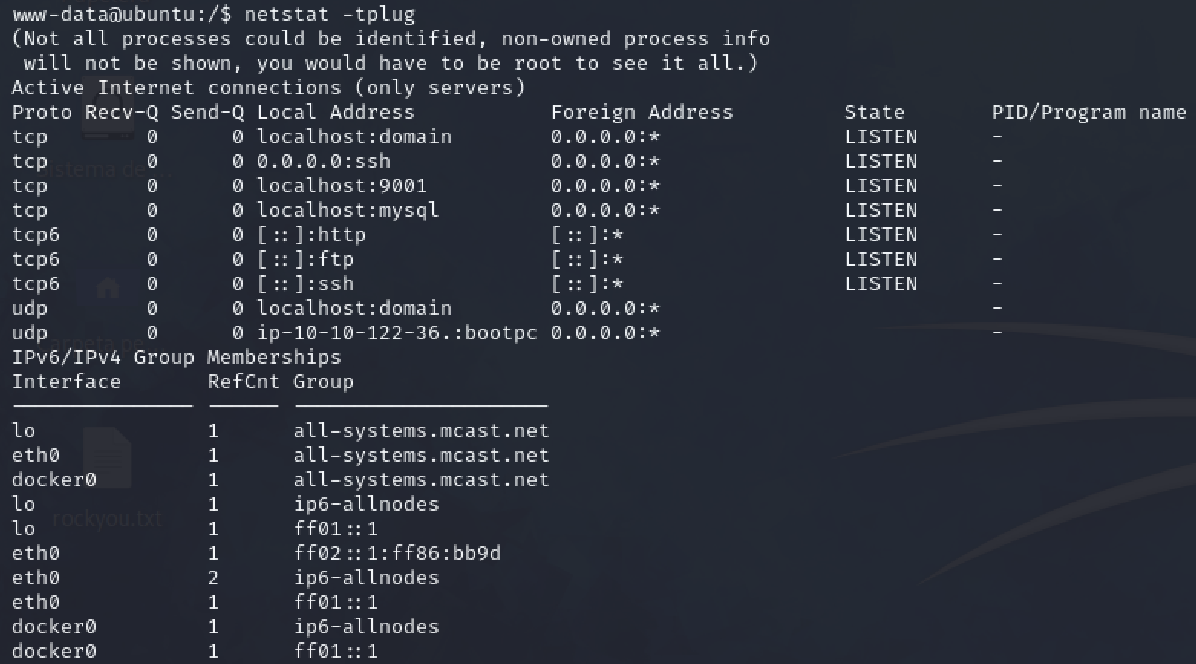 www-data@ubuntu:/$ netstat -tplug
(Not all processes could be identified, non-owned process info
 will not be shown, you would have to be root to see it all.)
Active Internet connections (only servers)
Proto Recv-Q Send-Q Local Address           Foreign Address         State       PID/Program name
tcp        0      0 localhost:domain        0.0.0.0:*               LISTEN      -
tcp        0      0 0.0.0.0:ssh             0.0.0.0:*               LISTEN      -
tcp        0      0 localhost:9001          0.0.0.0:*               LISTEN      -
tcp        0      0 localhost:mysql         0.0.0.0:*               LISTEN      -
tcp6       0      0 [::]:http               [::]:*                  LISTEN      -
tcp6       0      0 [::]:ftp                [::]:*                  LISTEN      -
tcp6       0      0 [::]:ssh                [::]:*                  LISTEN      -
udp        0      0 localhost:domain        0.0.0.0:*                           -
udp        0      0 ip-10-10-122-36.:bootpc 0.0.0.0:*                           -
IPv6/IPv4 Group Memberships
Interface       RefCnt Group
--------------- ------ ---------------------
lo              1      all-systems.mcast.net
eth0            1      all-systems.mcast.net
docker0         1      all-systems.mcast.net
lo              1      ip6-allnodes
lo              1      ff01::1
eth0            1      ff02::1:ff86:bb9d
eth0            2      ip6-allnodes
eth0            1      ff01::1
docker0         1      ip6-allnodes
docker0         1      ff01::1
rockyou.txt